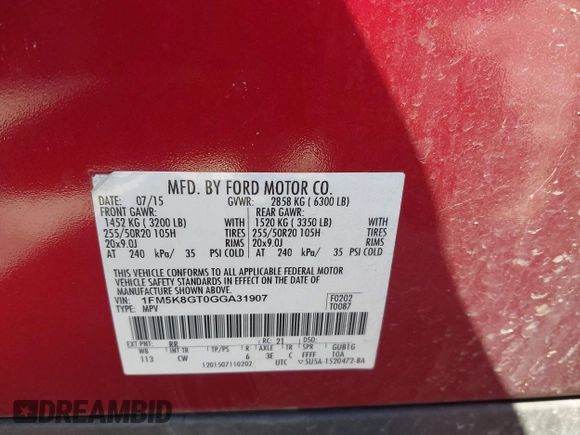 MFD. BY FORD MOTOR CO.
DATE: 07/15 GVWR: 2858 KG ( 6300 LB)
FRONT GAWR: REAR GAWR:
1452 KG ( 3200 LB) WITH 1520 KG ( 3350 LB) WITH
255/50R20 105H TIRES 255/50R20 105H TIRES
20x9.0J RIMS 20x9.0J RIMS
AT 240 kPa/ 35 PSI COLD AT 240 kPa/ 35 PSI COLD
THIS VEHICLE CONFORMS TO ALL APPLICABLE FEDERAL MOTOR
VEHICLE SAFETY STANDARDS IN EFFECT ON THE DATE OF
MANUFACTURE SHOWN ABOVE.
VIN: 1FM5K8GT0GGA31907 F0202
TYPE: MPV T0087
EXT PNT: RR RC: 21 DSO:
WB INT TR TP/PS R AXLE TR SPR GUBTG
113 CW 6 3E C FFFF 10A
1201507110202 UTC 5U5A-1520472-BA
DREAMBID